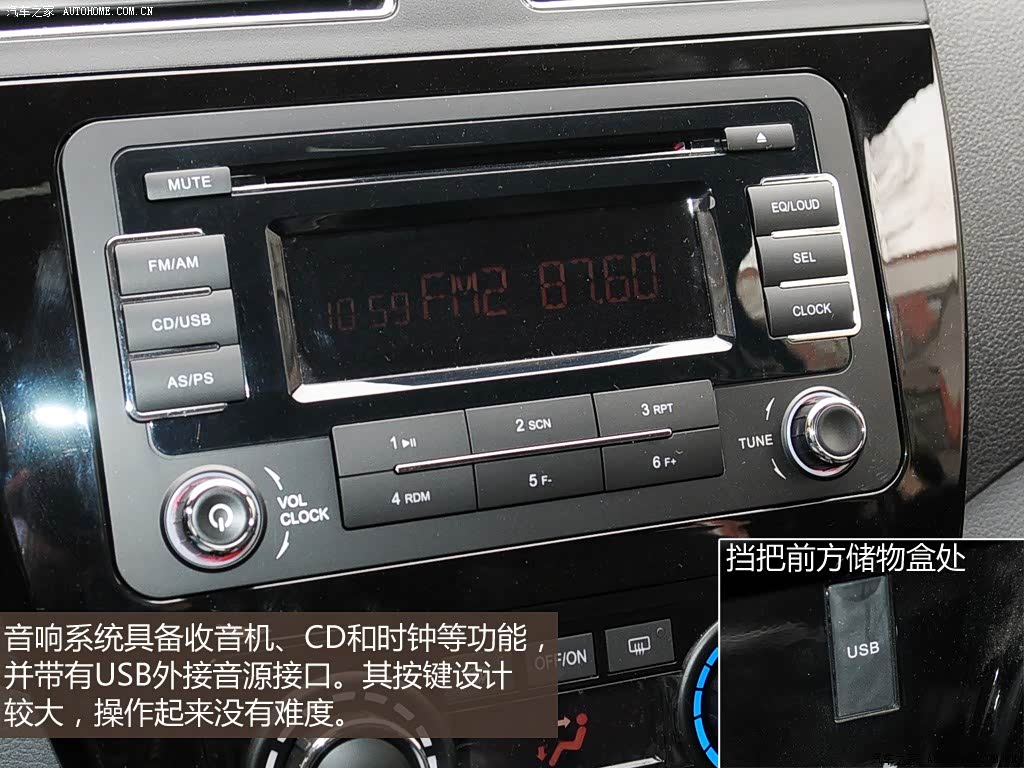 汽车之家 AUTOHOME.COM.CN
MUTE
FM/AM
CD/USB
AS/PS
EQ/LOUD
SEL
CLOCK
10 59 FM2 87.60
1
2 SCN
3 RPT
4 RDM
5 F-
6 F+
TUNE
VOL
CLOCK
挡把前方储物盒处
USB
音响系统具备收音机、CD和时钟等功能，
并带有USB外接音源接口。其按键设计
较大，操作起来没有难度。
OFF/ON